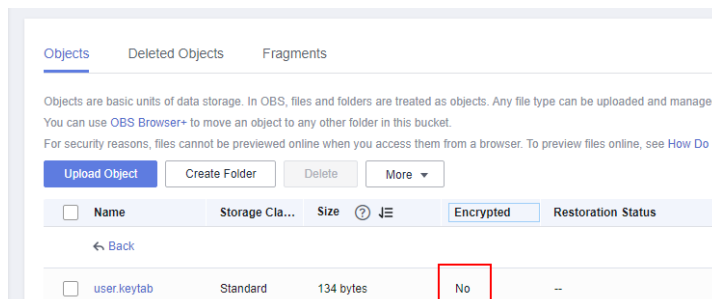 Objects Deleted Objects Fragments
Objects are basic units of data storage. In OBS, files and folders are treated as objects. Any file type can be uploaded and manage
You can use OBS Browser+ to move an object to any other folder in this bucket.
For security reasons, files cannot be previewed online when you access them from a browser. To preview files online, see How Do
Upload Object Create Folder Delete More
Name Storage Cla... Size ? Encrypted Restoration Status
Back
user.keytab Standard 134 bytes No --